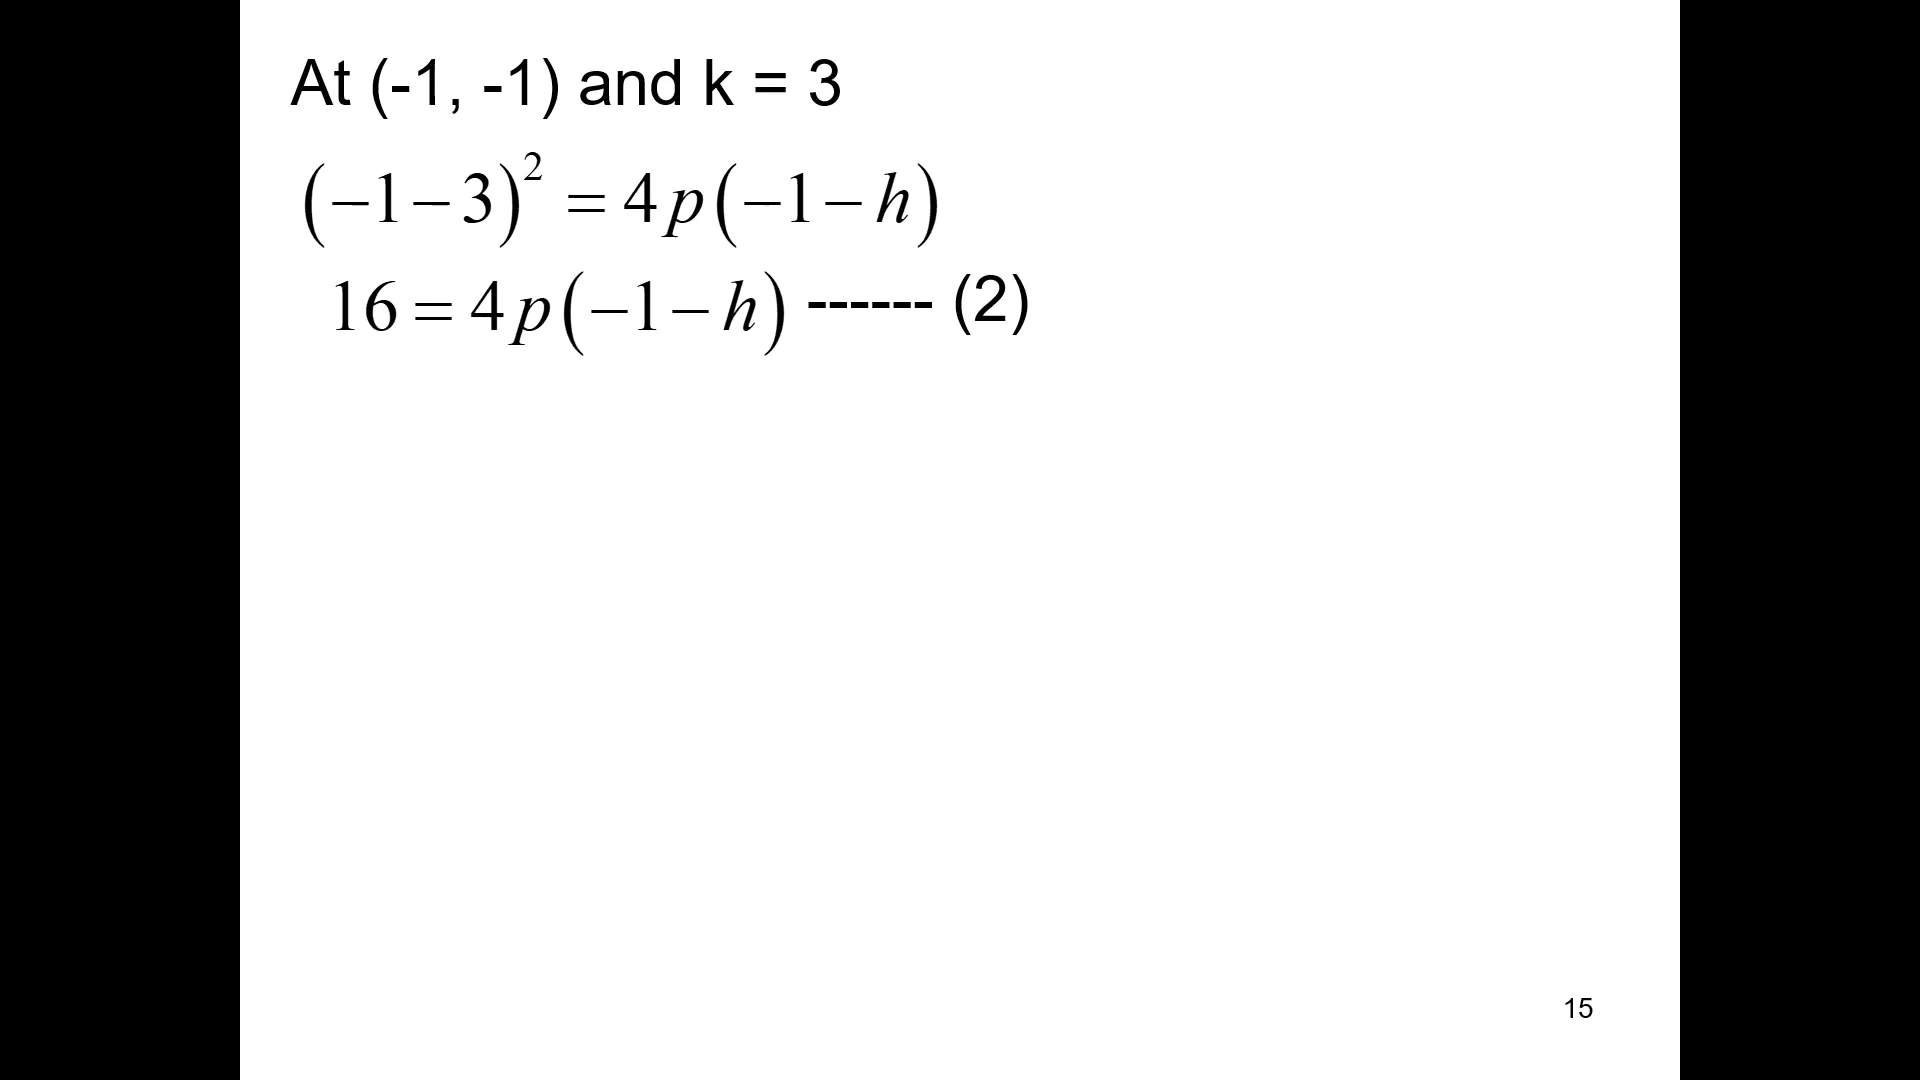 At (-1, -1) and k = 3
(−1 − 3)² = 4p(−1 − h)
16 = 4p(−1 − h) ------ (2)
15